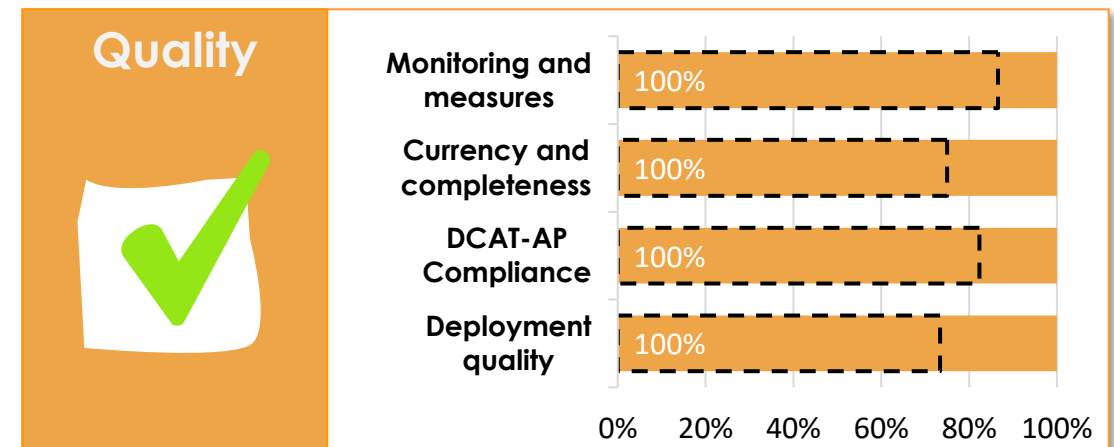 Quality
Monitoring and
measures
100%
Currency and
completeness
100%
DCAT-AP
Compliance
100%
Deployment
quality
100%
0% 20% 40% 60% 80% 100%